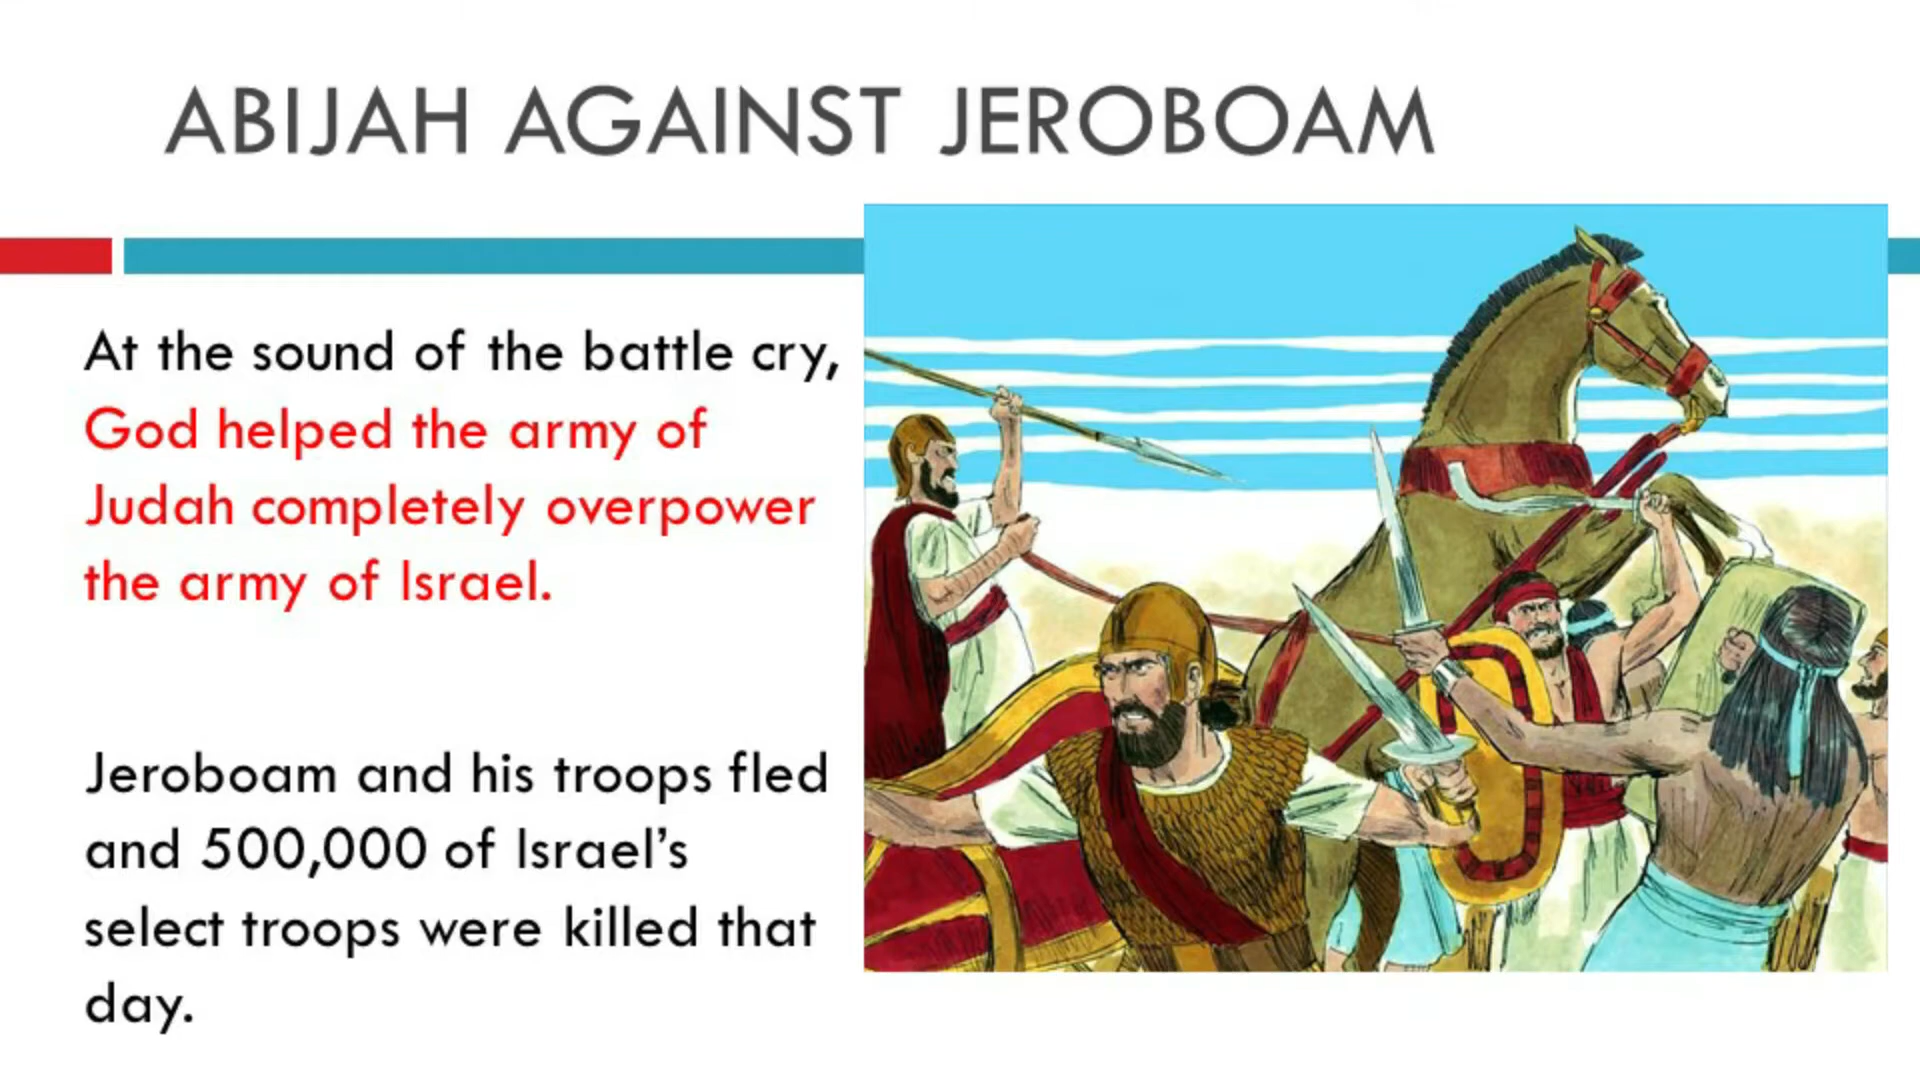 ABIJAH AGAINST JEROBOAM
At the sound of the battle cry,
God helped the army of
Judah completely overpower
the army of Israel.
Jeroboam and his troops fled
and 500,000 of Israel’s
select troops were killed that
day.